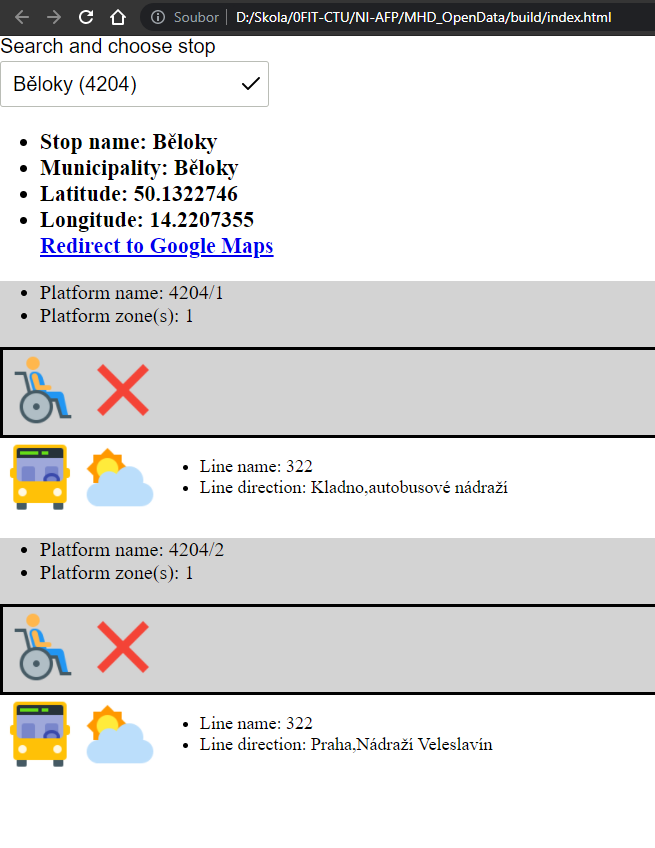 Soubor D:/Skola/0FIT-CTU/NI-AFP/MHD_OpenData/build/index.html
Search and choose stop
Běloky (4204)
Stop name: Běloky
Municipality: Běloky
Latitude: 50.1322746
Longitude: 14.2207355
Redirect to Google Maps
Platform name: 4204/1
Platform zone(s): 1
Line name: 322
Line direction: Kladno,autobusové nádraží
Platform name: 4204/2
Platform zone(s): 1
Line name: 322
Line direction: Praha,Nádraží Veleslavín